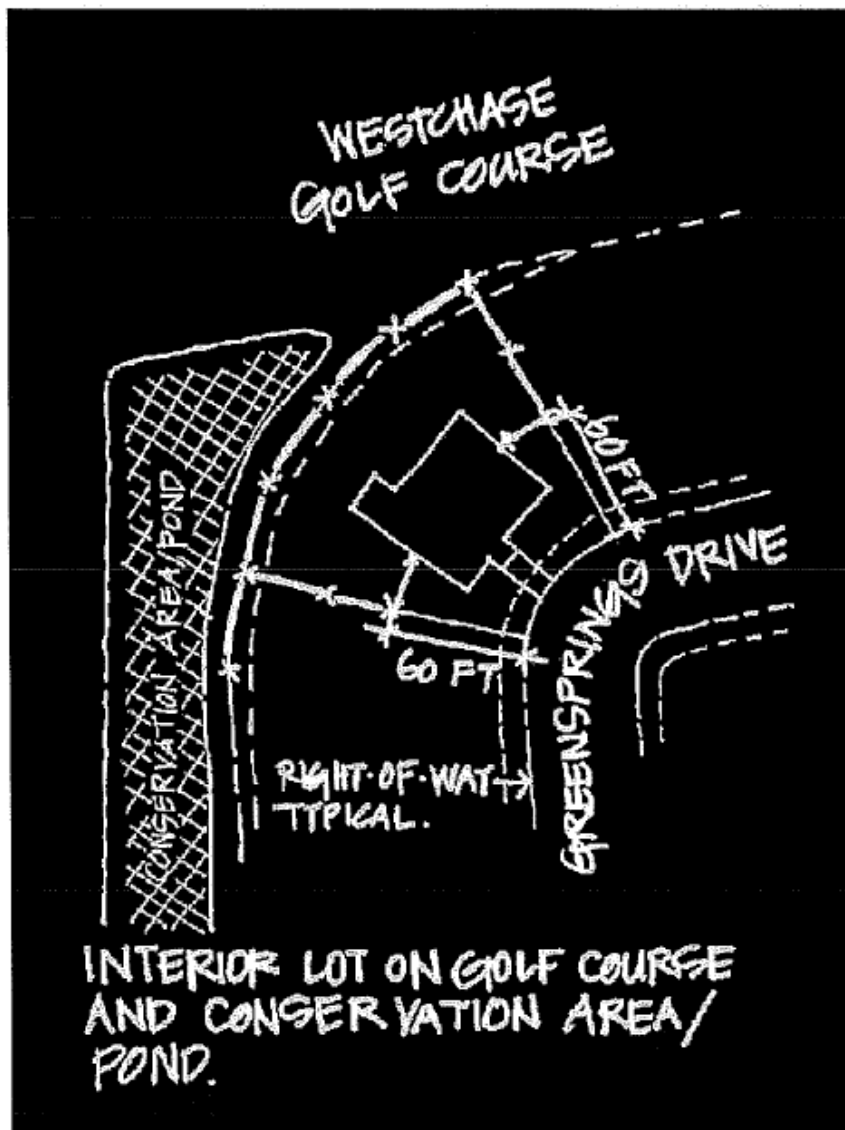 WESTCHASE
GOLF COURSE
60 FT
CONSERVATION AREA/POND
60 FT
GREENSPRINGS DRIVE
RIGHT-OF-WAY
TYPICAL.
INTERIOR LOT ON GOLF COURSE
AND CONSERVATION AREA/
POND.